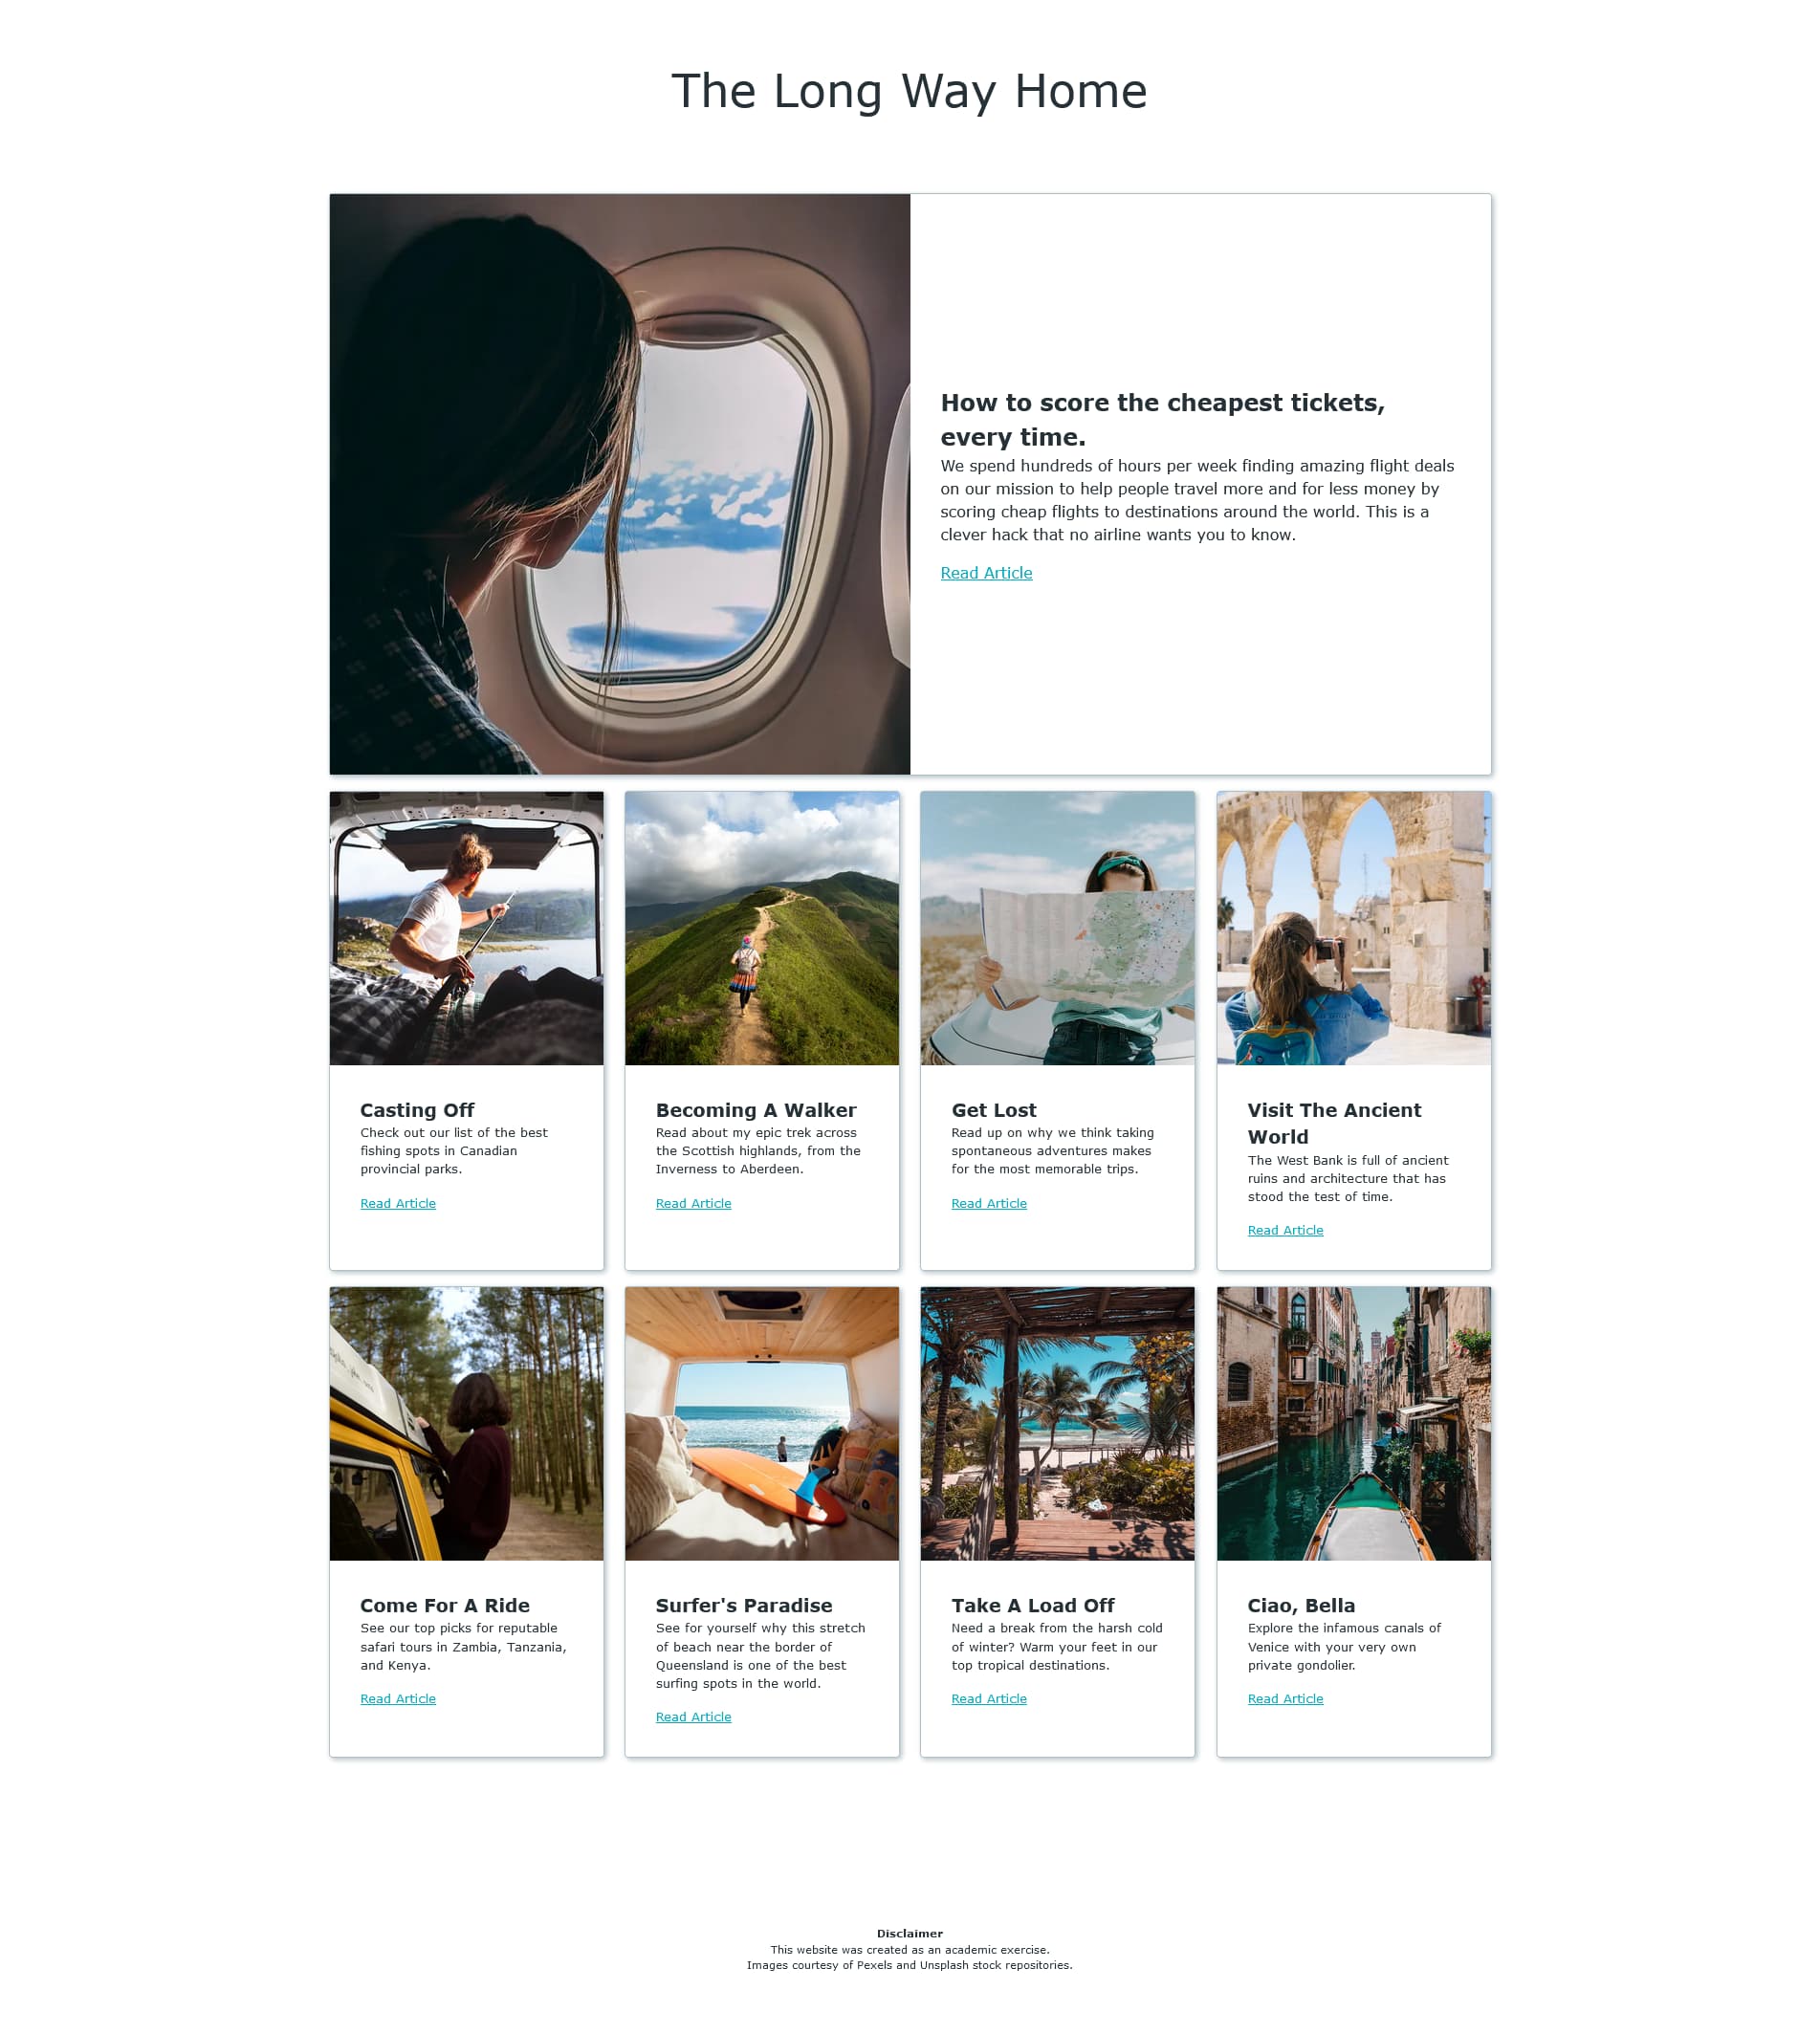 The Long Way Home
How to score the cheapest tickets,
every time.
We spend hundreds of hours per week finding amazing flight deals
on our mission to help people travel more and for less money by
scoring cheap flights to destinations around the world. This is a
clever hack that no airline wants you to know.
Read Article
Casting Off
Check out our list of the best
fishing spots in Canadian
provincial parks.
Read Article
Becoming A Walker
Read about my epic trek across
the Scottish highlands, from the
Inverness to Aberdeen.
Read Article
Get Lost
Read up on why we think taking
spontaneous adventures makes
for the most memorable trips.
Read Article
Visit The Ancient
World
The West Bank is full of ancient
ruins and architecture that has
stood the test of time.
Read Article
Come For A Ride
See our top picks for reputable
safari tours in Zambia, Tanzania,
and Kenya.
Read Article
Surfer's Paradise
See for yourself why this stretch
of beach near the border of
Queensland is one of the best
surfing spots in the world.
Read Article
Take A Load Off
Need a break from the harsh cold
of winter? Warm your feet in our
top tropical destinations.
Read Article
Ciao, Bella
Explore the infamous canals of
Venice with your very own
private gondolier.
Read Article
Disclaimer
This website was created as an academic exercise.
Images courtesy of Pexels and Unsplash stock repositories.